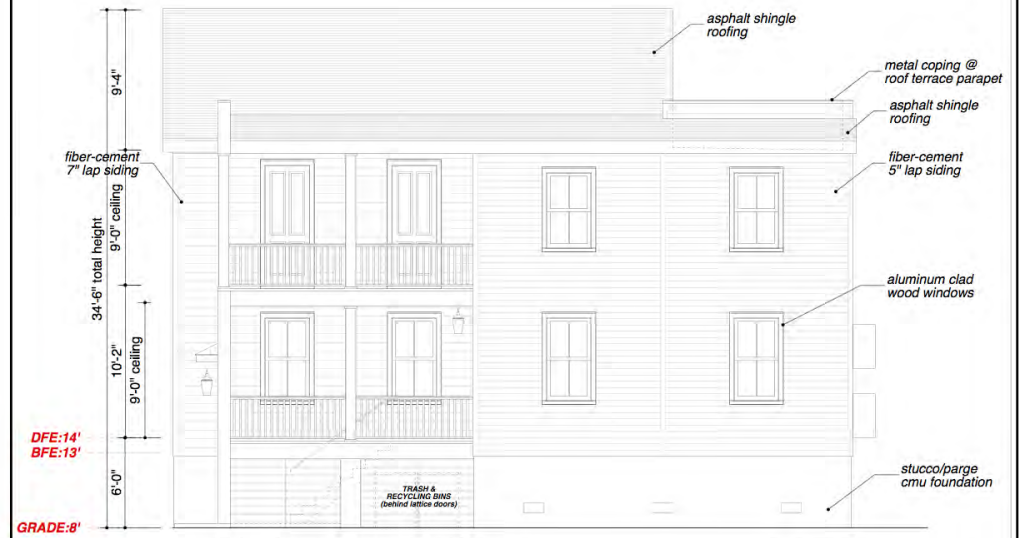 asphalt shingle
roofing
metal coping @
roof terrace parapet
asphalt shingle
roofing
9'-4"
fiber-cement
7" lap siding
fiber-cement
5" lap siding
9'-0" ceiling
34'-6" total height
aluminum clad
wood windows
10'-2"
9'-0" ceiling
DFE:14'
BFE:13'
6'-0"
TRASH &
RECYCLING BINS
(behind lattice doors)
stucco/parge
cmu foundation
GRADE:8'